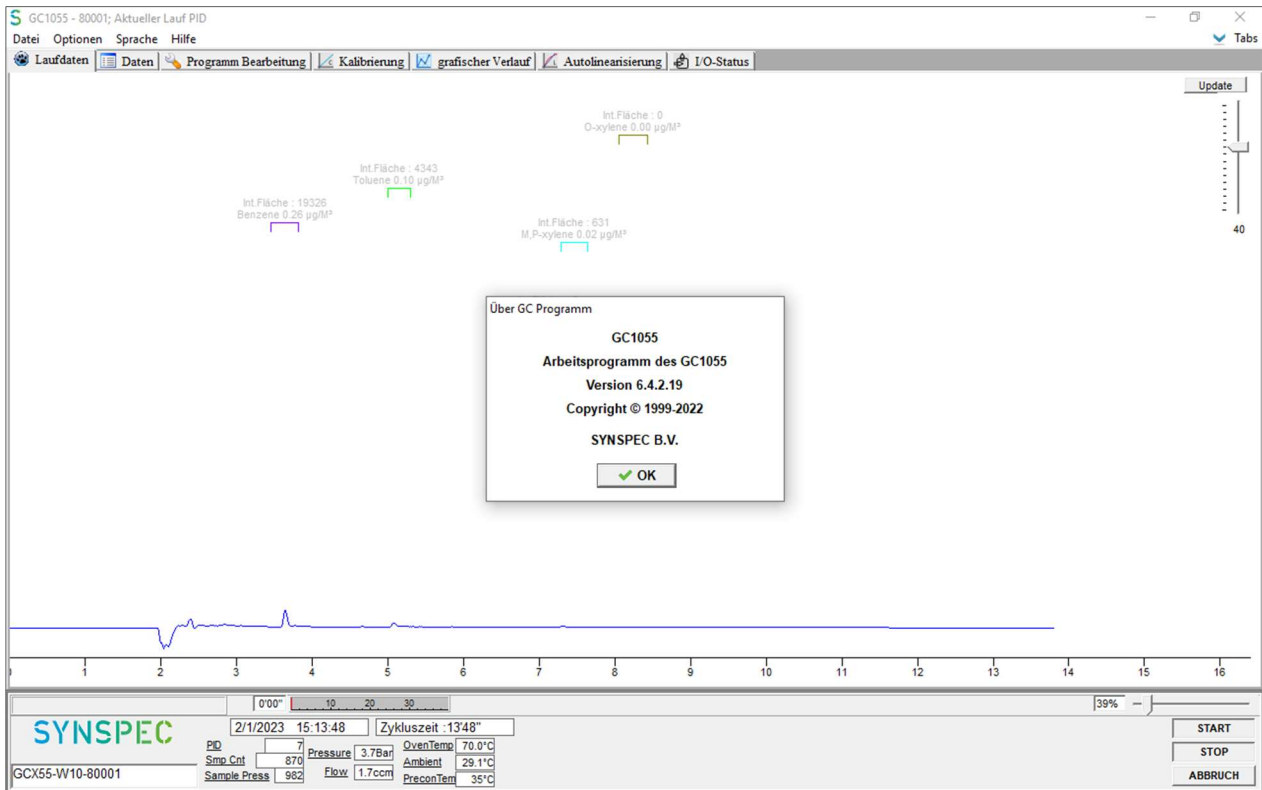 GC1055 - 80001; Aktueller Lauf PID
Datei Optionen Sprache Hilfe
Tabs
Laufdaten Daten Programm Bearbeitung Kalibrierung grafischer Verlauf Autolinearisierung I/O-Status
Update
Int.Fläche : 0
O-xylene 0.00 µg/M³
Int.Fläche : 4343
Toluene 0.10 µg/M³
Int.Fläche : 19326
Benzene 0.26 µg/M³
Int.Fläche : 631
M,P-xylene 0.02 µg/M³
40
Über GC Programm
GC1055
Arbeitsprogramm des GC1055
Version 6.4.2.19
Copyright © 1999-2022
SYNSPEC B.V.
OK
1 2 3 4 5 6 7 8 9 10 11 12 13 14 15 16
0'00" 10 20 30 39%
SYNSPEC
2/1/2023 15:13:48 Zykluszeit :13'48"
PID 7
Smp Cnt 870
Sample Press 982
Pressure 3.7Bar
Flow 1.7ccm
OvenTemp 70.0°C
Ambient 29.1°C
PreconTem 35°C
GCX55-W10-80001
START
STOP
ABBRUCH